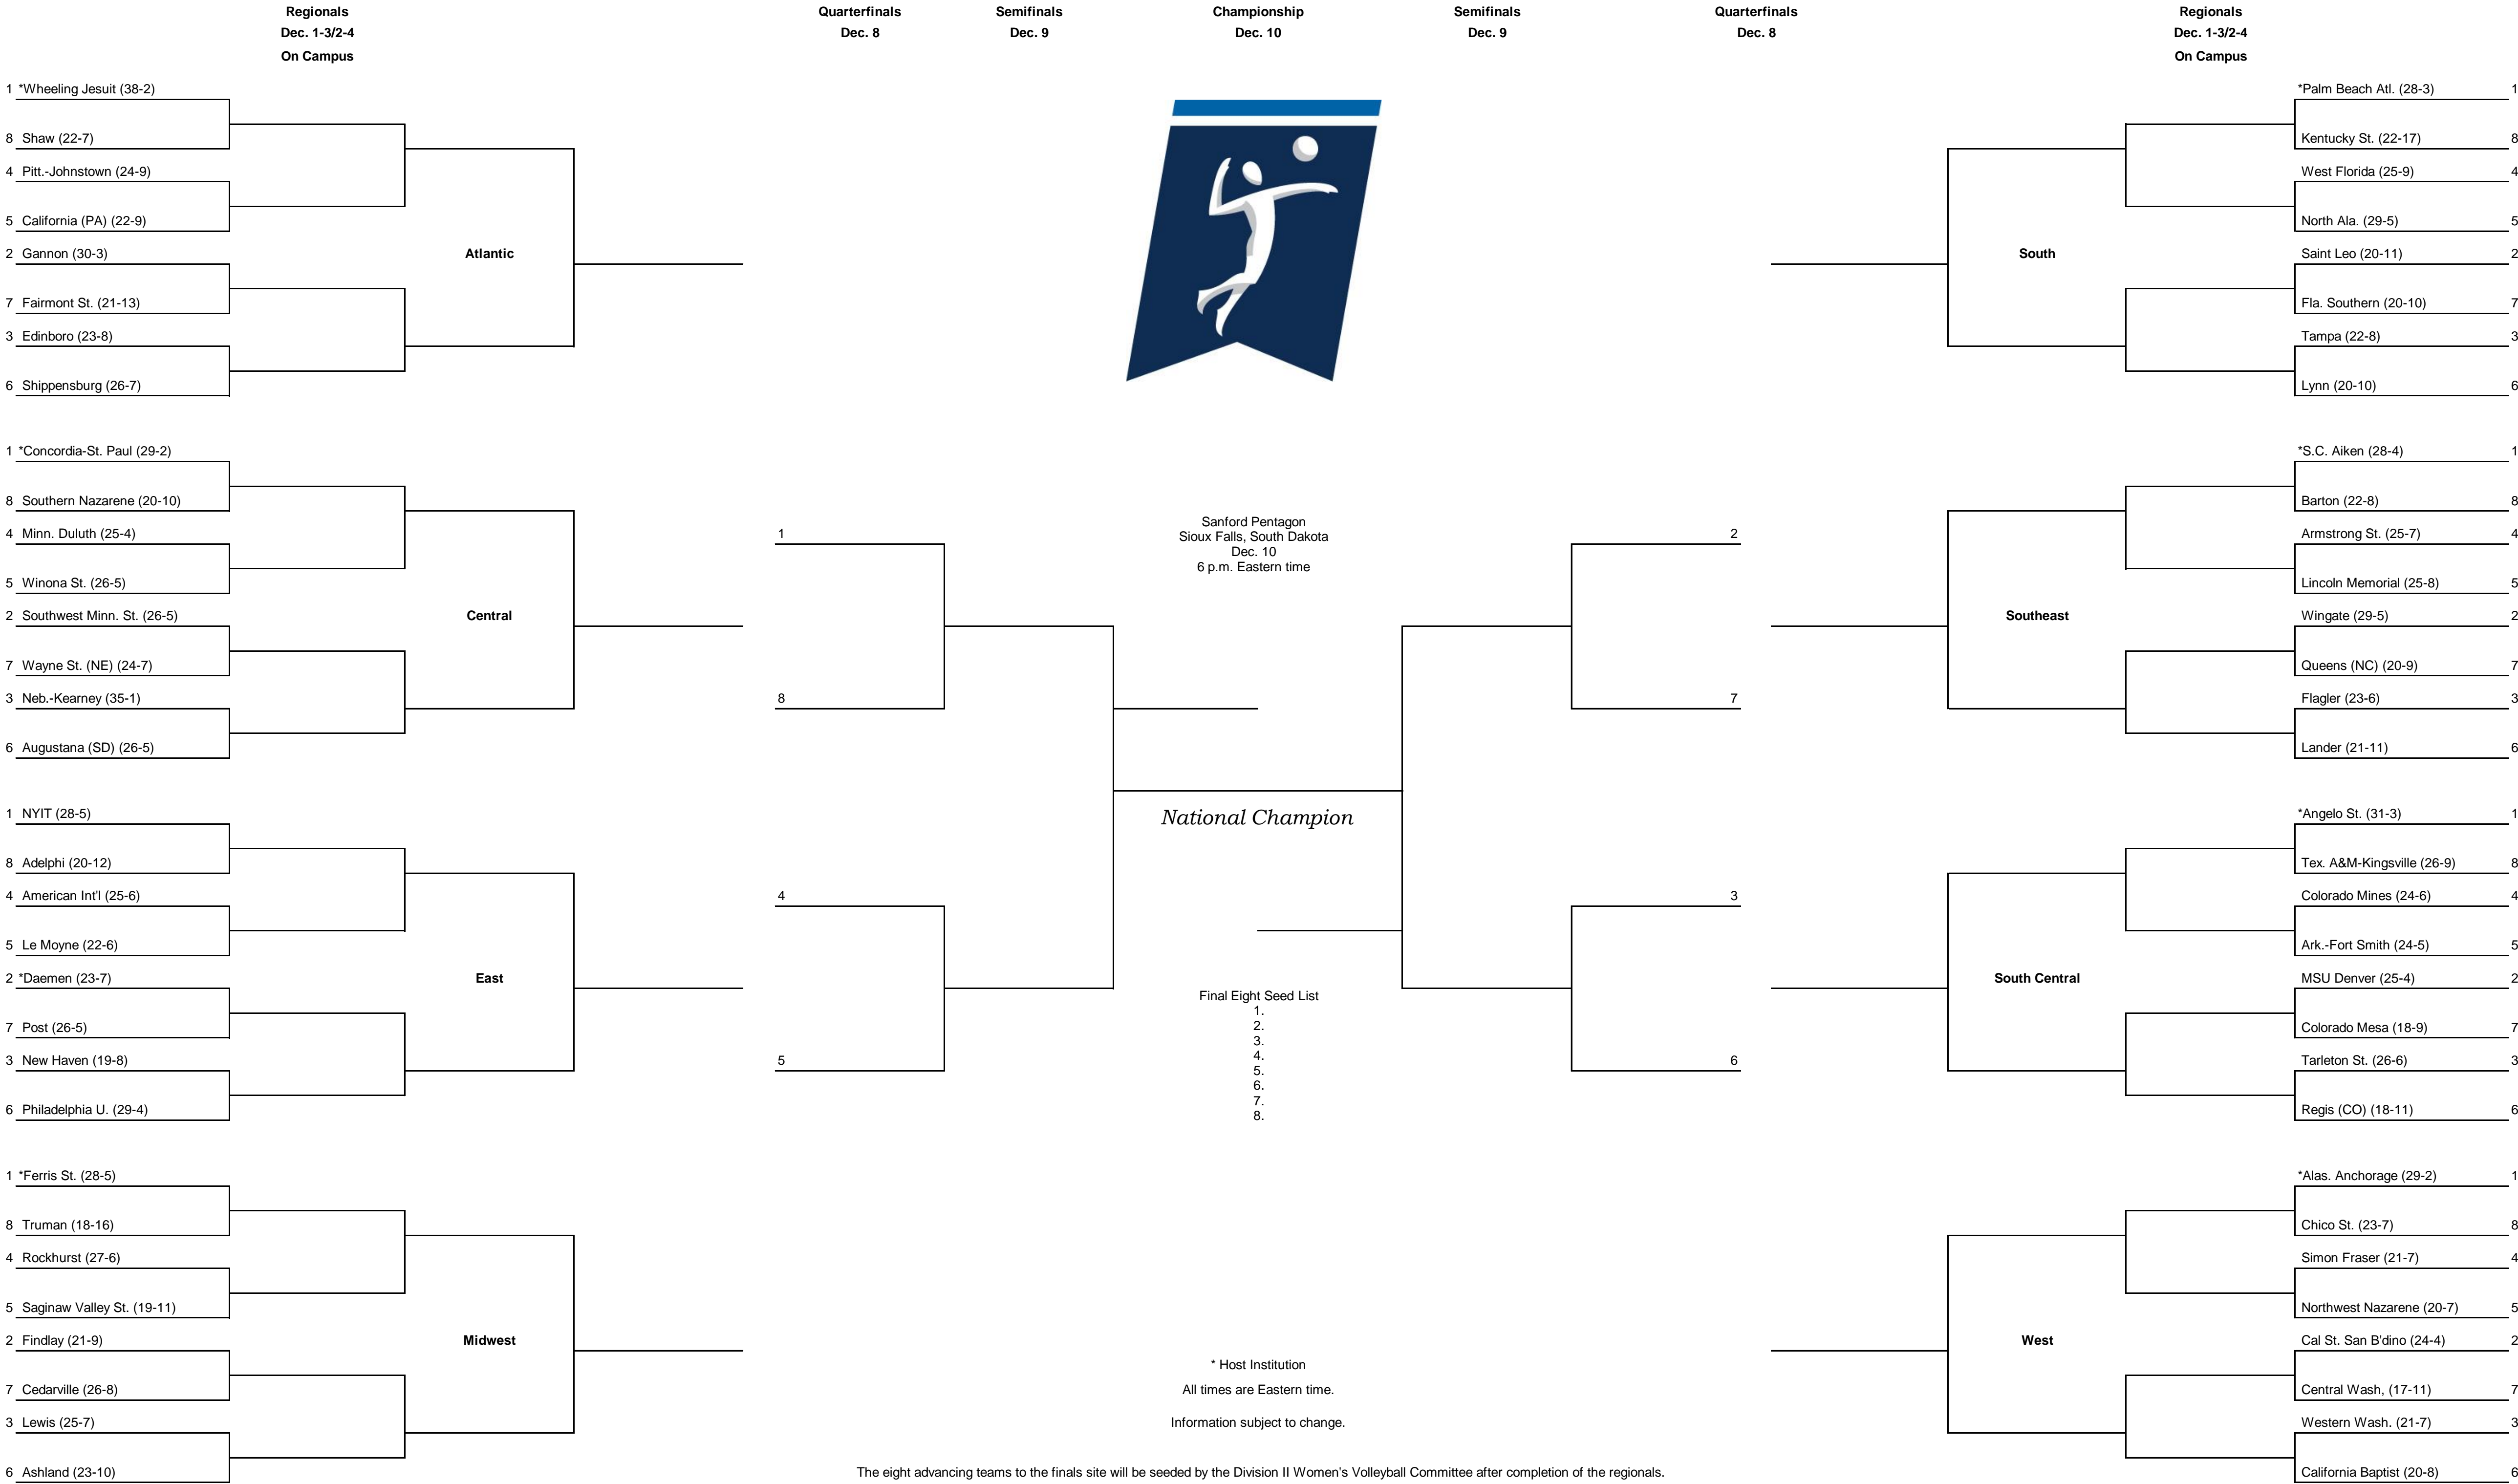 Regionals
Dec. 1-3/2-4
On Campus
Quarterfinals
Dec. 8
Semifinals
Dec. 9
Championship
Dec. 10
Semifinals
Dec. 9
Quarterfinals
Dec. 8
Regionals
Dec. 1-3/2-4
On Campus
1 *Wheeling Jesuit (38-2)
8 Shaw (22-7)
4 Pitt.-Johnstown (24-9)
5 California (PA) (22-9)
2 Gannon (30-3)
Atlantic
7 Fairmont St. (21-13)
3 Edinboro (23-8)
6 Shippensburg (26-7)
1 *Concordia-St. Paul (29-2)
8 Southern Nazarene (20-10)
4 Minn. Duluth (25-4)
5 Winona St. (26-5)
2 Southwest Minn. St. (26-5)
Central
7 Wayne St. (NE) (24-7)
3 Neb.-Kearney (35-1)
6 Augustana (SD) (26-5)
1 NYIT (28-5)
8 Adelphi (20-12)
4 American Int'l (25-6)
5 Le Moyne (22-6)
2 *Daemen (23-7)
East
7 Post (26-5)
3 New Haven (19-8)
6 Philadelphia U. (29-4)
1 *Ferris St. (28-5)
8 Truman (18-16)
4 Rockhurst (27-6)
5 Saginaw Valley St. (19-11)
2 Findlay (21-9)
Midwest
7 Cedarville (26-8)
3 Lewis (25-7)
6 Ashland (23-10)
1
8
4
5
Sanford Pentagon
Sioux Falls, South Dakota
Dec. 10
6 p.m. Eastern time
National Champion
Final Eight Seed List
1.
2.
3.
4.
5.
6.
7.
8.
* Host Institution
All times are Eastern time.
Information subject to change.
The eight advancing teams to the finals site will be seeded by the Division II Women's Volleyball Committee after completion of the regionals.
2
7
3
6
*Palm Beach Atl. (28-3) 1
Kentucky St. (22-17) 8
West Florida (25-9) 4
North Ala. (29-5) 5
South
Saint Leo (20-11) 2
Fla. Southern (20-10) 7
Tampa (22-8) 3
Lynn (20-10) 6
*S.C. Aiken (28-4) 1
Barton (22-8) 8
Armstrong St. (25-7) 4
Lincoln Memorial (25-8) 5
Southeast
Wingate (29-5) 2
Queens (NC) (20-9) 7
Flagler (23-6) 3
Lander (21-11) 6
*Angelo St. (31-3) 1
Tex. A&M-Kingsville (26-9) 8
Colorado Mines (24-6) 4
Ark.-Fort Smith (24-5) 5
South Central
MSU Denver (25-4) 2
Colorado Mesa (18-9) 7
Tarleton St. (26-6) 3
Regis (CO) (18-11) 6
*Alas. Anchorage (29-2) 1
Chico St. (23-7) 8
Simon Fraser (21-7) 4
Northwest Nazarene (20-7) 5
West
Cal St. San B'dino (24-4) 2
Central Wash, (17-11) 7
Western Wash. (21-7) 3
California Baptist (20-8) 6